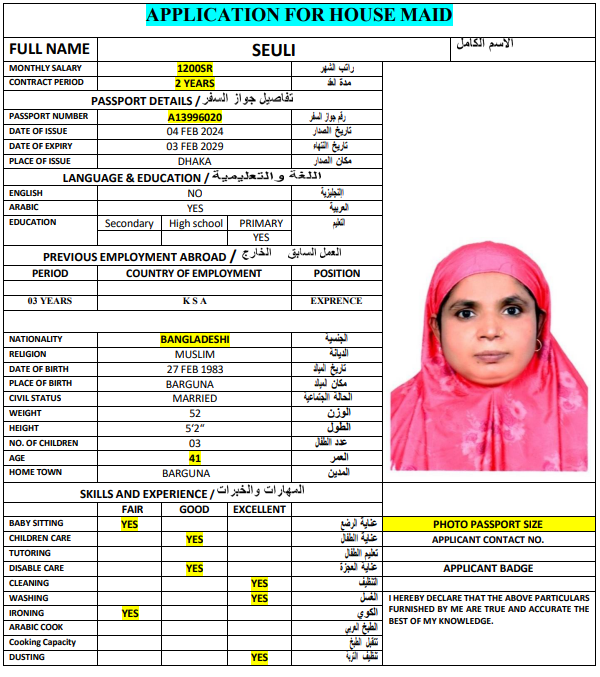 APPLICATION FOR HOUSE MAID
FULL NAME SEULI الاسم الكامل
MONTHLY SALARY 1200SR راتب الشهر
CONTRACT PERIOD 2 YEARS مدة لعقد
PASSPORT DETAILS / تفاصيل جواز السفر
PASSPORT NUMBER A13996020 رقم جواز السفر
DATE OF ISSUE 04 FEB 2024 تاريخ الصدار
DATE OF EXPIRY 03 FEB 2029 تاريخ النتهاء
PLACE OF ISSUE DHAKA مكان الصدار
LANGUAGE & EDUCATION / اللغة والتعليمية
ENGLISH NO الإنجليزية
ARABIC YES العربية
EDUCATION Secondary High school PRIMARY التعليم
YES
PREVIOUS EMPLOYMENT ABROAD / العمل السابق الخارج
PERIOD COUNTRY OF EMPLOYMENT POSITION
03 YEARS K S A EXPRENCE
NATIONALITY BANGLADESHI الجنسية
RELIGION MUSLIM الديانة
DATE OF BIRTH 27 FEB 1983 تاريخ الميلاد
PLACE OF BIRTH BARGUNA مكان الميلاد
CIVIL STATUS MARRIED الحالة الجتماعية
WEIGHT 52 الوزن
HEIGHT 5'2” الطول
NO. OF CHILDREN 03 عدد الطفال
AGE 41 العمر
HOME TOWN BARGUNA المدين
SKILLS AND EXPERIENCE / المهارات والخبرات
FAIR GOOD EXCELLENT
BABY SITTING YES عناية الرضع
CHILDREN CARE YES عناية الطفال
TUTORING تعليم الطفال
DISABLE CARE YES عناية العجزة
CLEANING YES التنظيف
WASHING YES الغسل
IRONING YES الكوي
ARABIC COOK الطبخ العربي
Cooking Capacity تتقبل الطبخ
DUSTING YES تنظيف التربة
PHOTO PASSPORT SIZE
APPLICANT CONTACT NO.
APPLICANT BADGE
I HEREBY DECLARE THAT THE ABOVE PARTICULARS
FURNISHED BY ME ARE TRUE AND ACCURATE THE
BEST OF MY KNOWLEDGE.